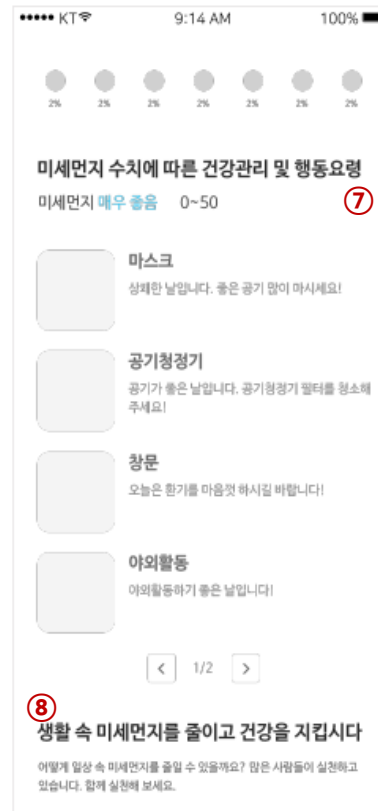 ●●●●● KT 9:14 AM 100%
2% 2% 2% 2% 2% 2% 2%
미세먼지 수치에 따른 건강관리 및 행동요령
미세먼지 매우 좋음 0~50 ⑦
마스크
상쾌한 날입니다. 좋은 공기 많이 마시세요!
공기청정기
공기가 좋은 날입니다. 공기청정기 필터를 청소해
주세요!
창문
오늘은 환기를 마음껏 하시길 바랍니다!
야외활동
야외활동하기 좋은 날입니다!
< 1/2 >
⑧
생활 속 미세먼지를 줄이고 건강을 지킵시다
어떻게 일상 속 미세먼지를 줄일 수 있을까요? 많은 사람들이 실천하고
있습니다. 함께 실천해 보세요.